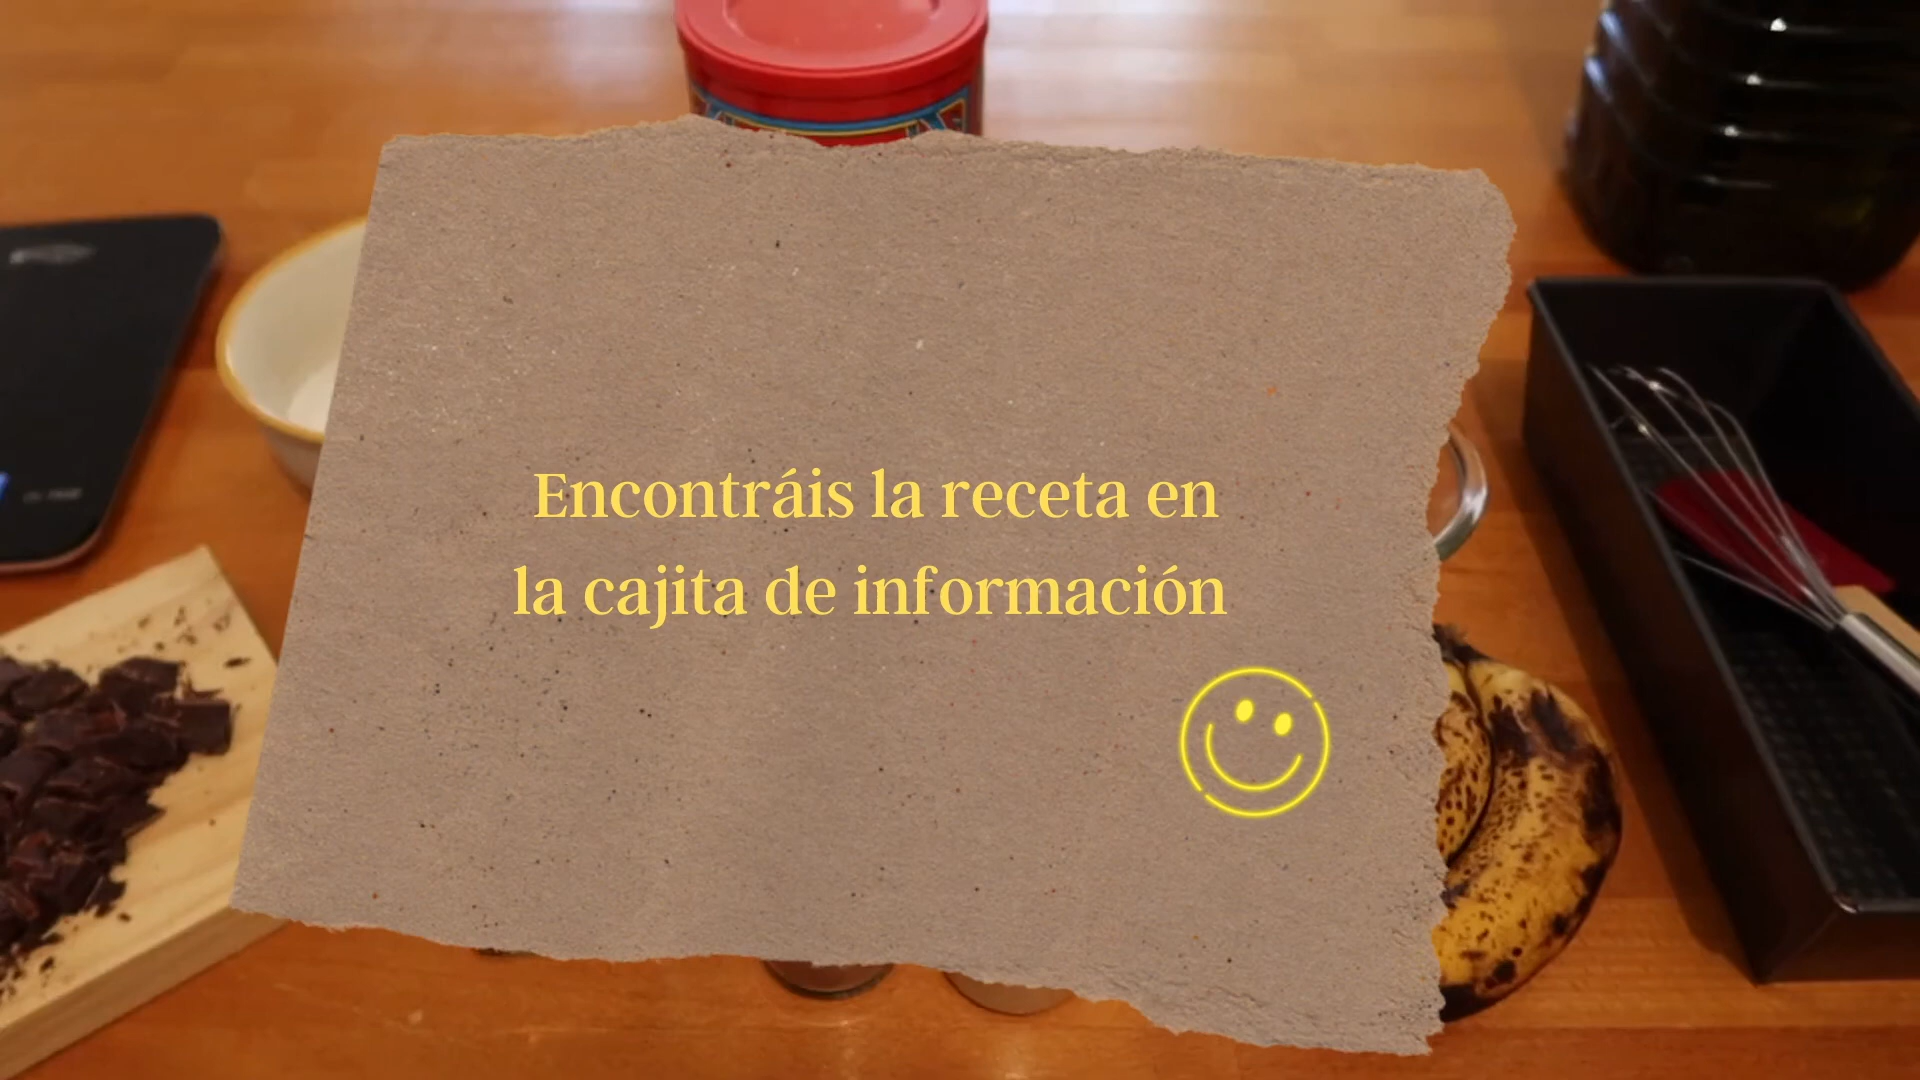 Encontráis la receta en
la cajita de información